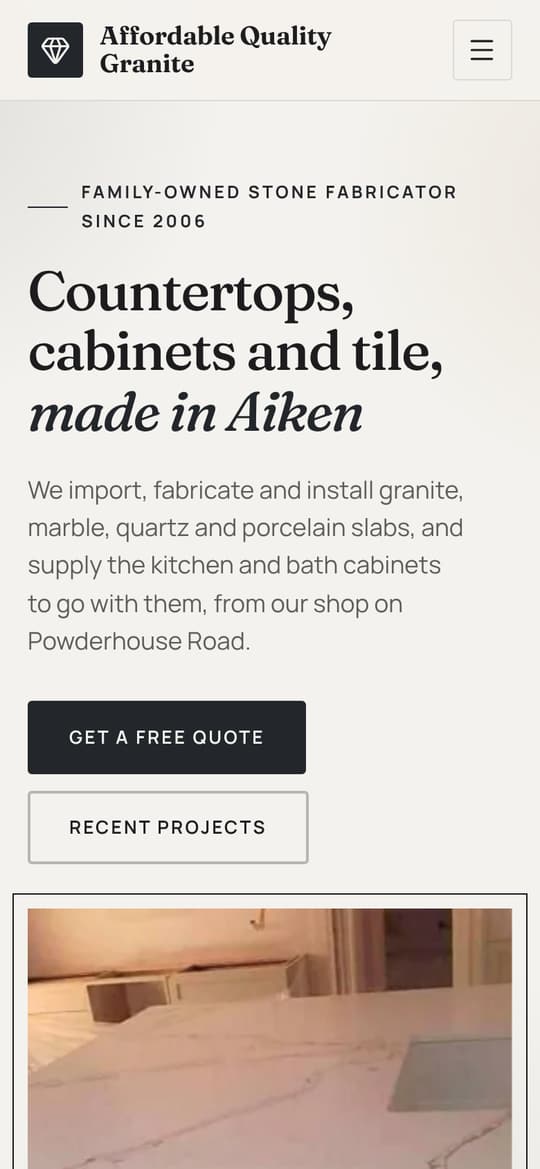 Affordable Quality
Granite
FAMILY-OWNED STONE FABRICATOR
SINCE 2006
Countertops,
cabinets and tile,
made in Aiken
We import, fabricate and install granite,
marble, quartz and porcelain slabs, and
supply the kitchen and bath cabinets
to go with them, from our shop on
Powderhouse Road.
GET A FREE QUOTE
RECENT PROJECTS